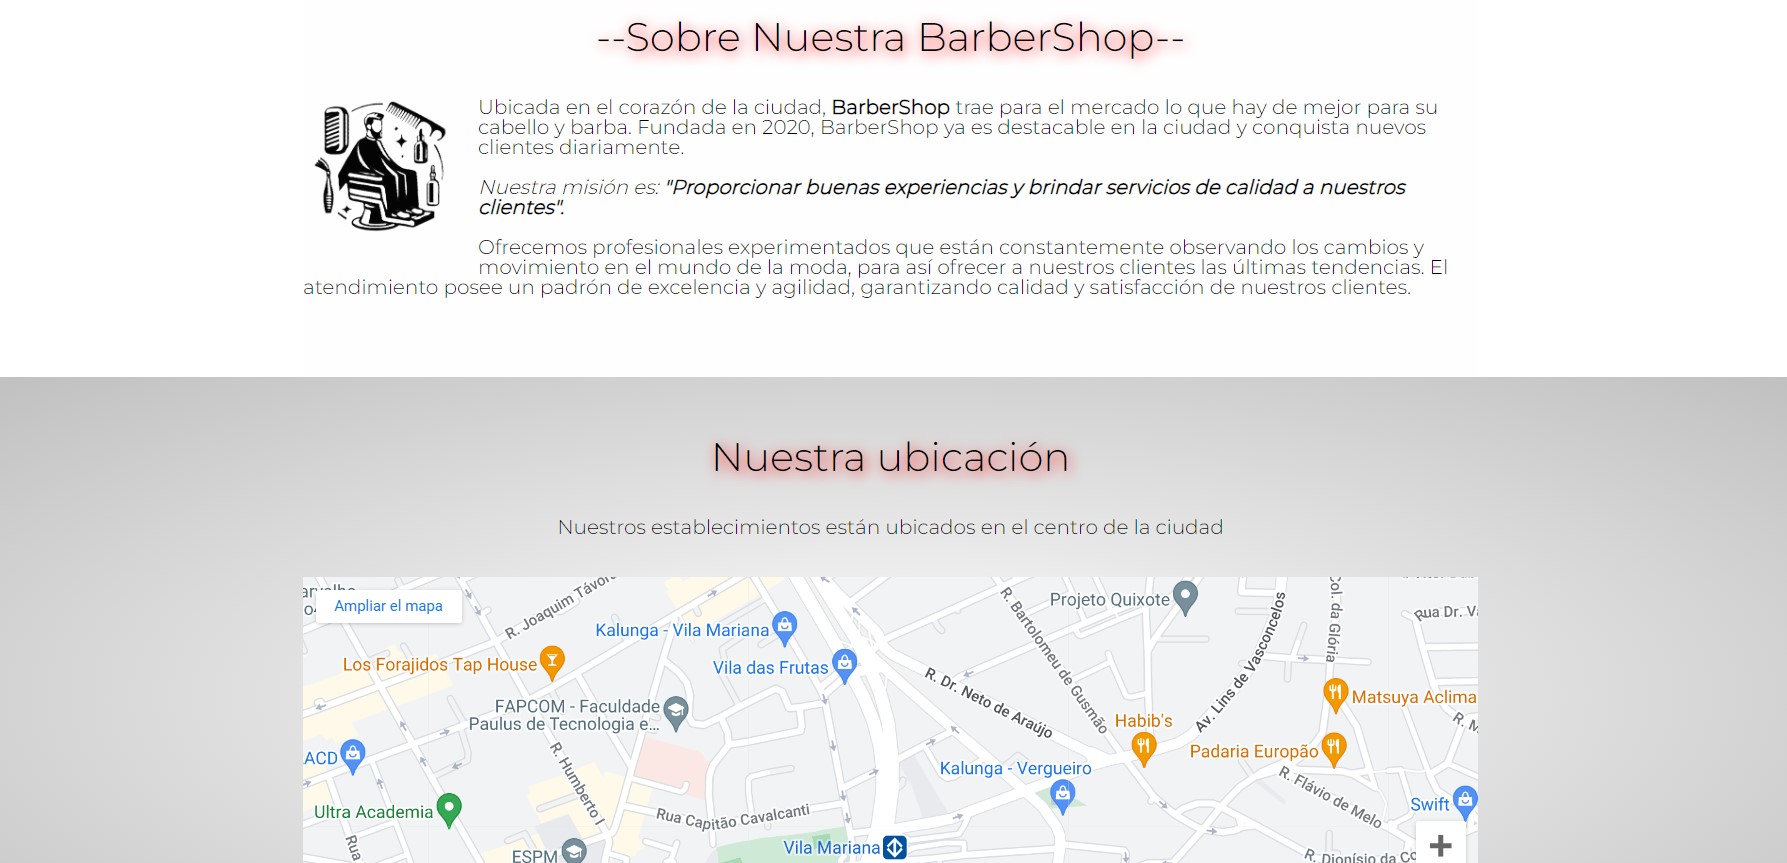 --Sobre Nuestra BarberShop--
Ubicada en el corazón de la ciudad, BarberShop trae para el mercado lo que hay de mejor para su
cabello y barba. Fundada en 2020, BarberShop ya es destacable en la ciudad y conquista nuevos
clientes diariamente.
Nuestra misión es: "Proporcionar buenas experiencias y brindar servicios de calidad a nuestros
clientes".
Ofrecemos profesionales experimentados que están constantemente observando los cambios y
movimiento en el mundo de la moda, para así ofrecer a nuestros clientes las últimas tendencias. El
atendimiento posee un padrón de excelencia y agilidad, garantizando calidad y satisfacción de nuestros clientes.
Nuestra ubicación
Nuestros establecimientos están ubicados en el centro de la ciudad
Ampliar el mapa
R. Joaquim Távora
Kalunga - Vila Mariana
Los Forajidos Tap House
Vila das Frutas
FAPCOM - Faculdade
Paulus de Tecnologia e...
ACD
R. Humberto I
Ultra Academia
Rua Capitão Cavalcanti
Rua
ESPM
Vila Mariana
Projeto Quixote
R. Bartolomeu de Gusmão
R. Dr. Neto de Araújo
Av. Lins de Vasconcelos
Col. da Glória
Rua Dr. Va
Matsuya Aclima
R. M
Habib's
Padaria Europão
Kalunga - Vergueiro
R. Flávio de Melo
Swift
R. Dionísio da Co
+